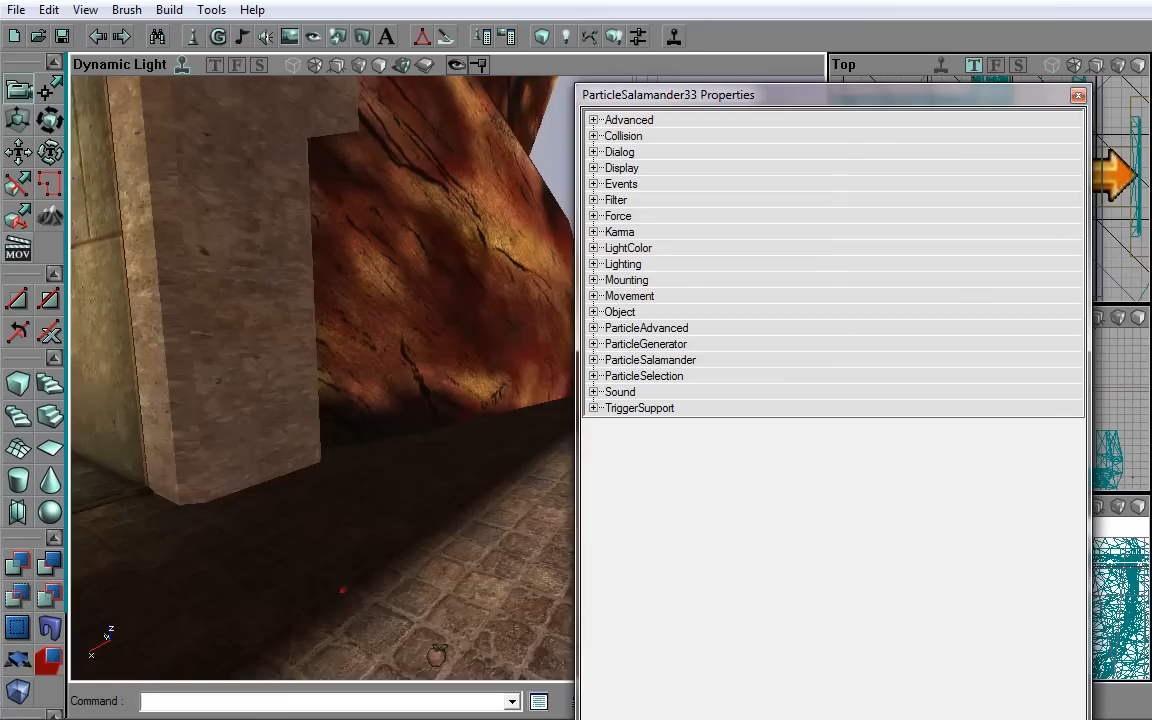 File Edit View Brush Build Tools Help
G A
Dynamic Light T F S
Top T F S
ParticleSalamander33 Properties
Advanced
Collision
Dialog
Display
Events
Filter
Force
Karma
LightColor
Lighting
Mounting
Movement
Object
ParticleAdvanced
ParticleGenerator
ParticleSalamander
ParticleSelection
Sound
TriggerSupport
MOV
z
y
x
Command :